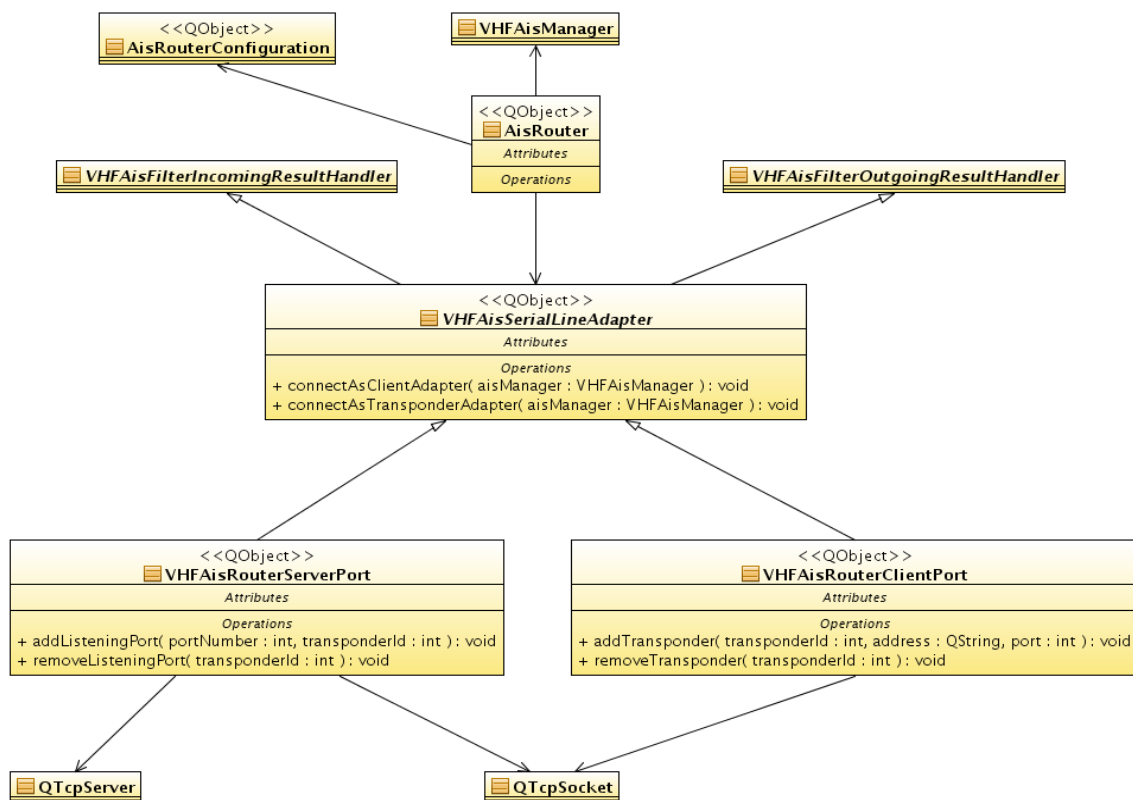 <<QObject>>
AisRouterConfiguration
VHFAisManager
<<QObject>>
AisRouter
Attributes
Operations
VHFAisFilterIncomingResultHandler
VHFAisFilterOutgoingResultHandler
<<QObject>>
VHFAisSerialLineAdapter
Attributes
Operations
+ connectAsClientAdapter( aisManager : VHFAisManager ) : void
+ connectAsTransponderAdapter( aisManager : VHFAisManager ) : void
<<QObject>>
VHFAisRouterServerPort
Attributes
Operations
+ addListeningPort( portNumber : int, transponderId : int ) : void
+ removeListeningPort( transponderId : int ) : void
<<QObject>>
VHFAisRouterClientPort
Attributes
Operations
+ addTransponder( transponderId : int, address : QString, port : int ) : void
+ removeTransponder( transponderId : int ) : void
QTcpServer
QTcpSocket